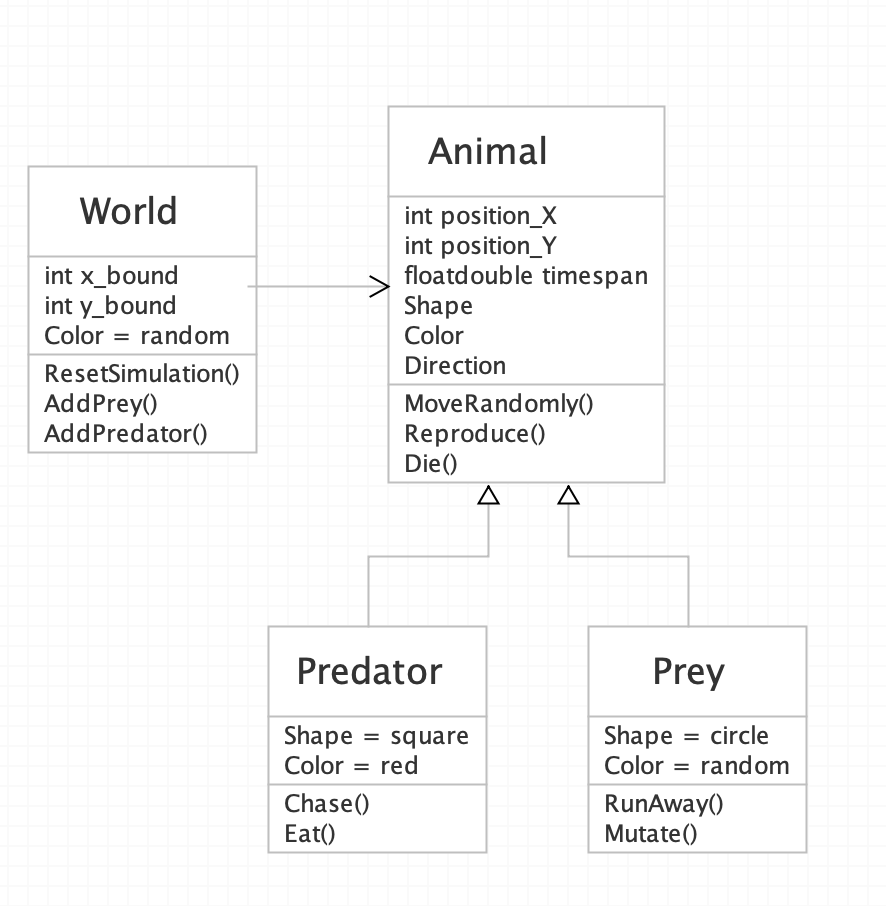 World
int x_bound
int y_bound
Color = random
ResetSimulation()
AddPrey()
AddPredator()
Animal
int position_X
int position_Y
floatdouble timespan
Shape
Color
Direction
MoveRandomly()
Reproduce()
Die()
Predator
Shape = square
Color = red
Chase()
Eat()
Prey
Shape = circle
Color = random
RunAway()
Mutate()